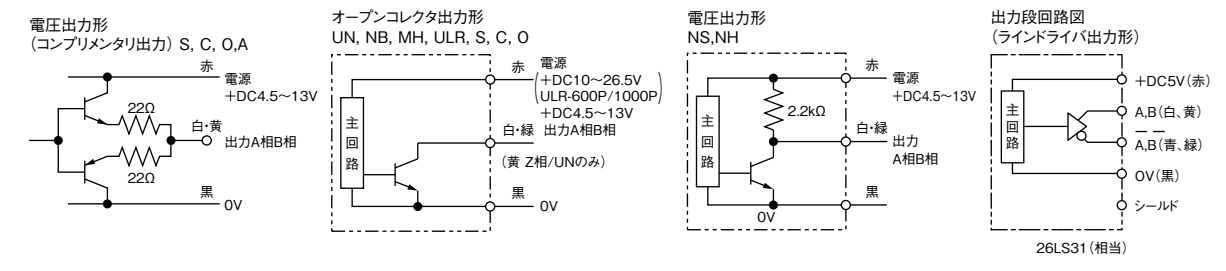 電圧出力形
(コンプリメンタリ出力) S, C, O,A
赤
電源
+DC4.5〜13V
22Ω
白・黄
出力A相B相
22Ω
黒
0V
オープンコレクタ出力形
UN, NB, MH, ULR, S, C, O
赤
電源
(+DC10〜26.5V
ULR-600P/1000P)
+DC4.5〜13V
主回路
白・緑 出力A相B相
(黄 Z相/UNのみ)
黒
0V
電圧出力形
NS,NH
赤
電源
+DC4.5〜13V
2.2kΩ
主回路
白・緑
出力
A相B相
黒
0V
出力段回路図
(ラインドライバ出力形)
+DC5V(赤)
主回路
A,B(白、黄)
A̅,B̅(青、緑)
0V(黒)
シールド
26LS31(相当)